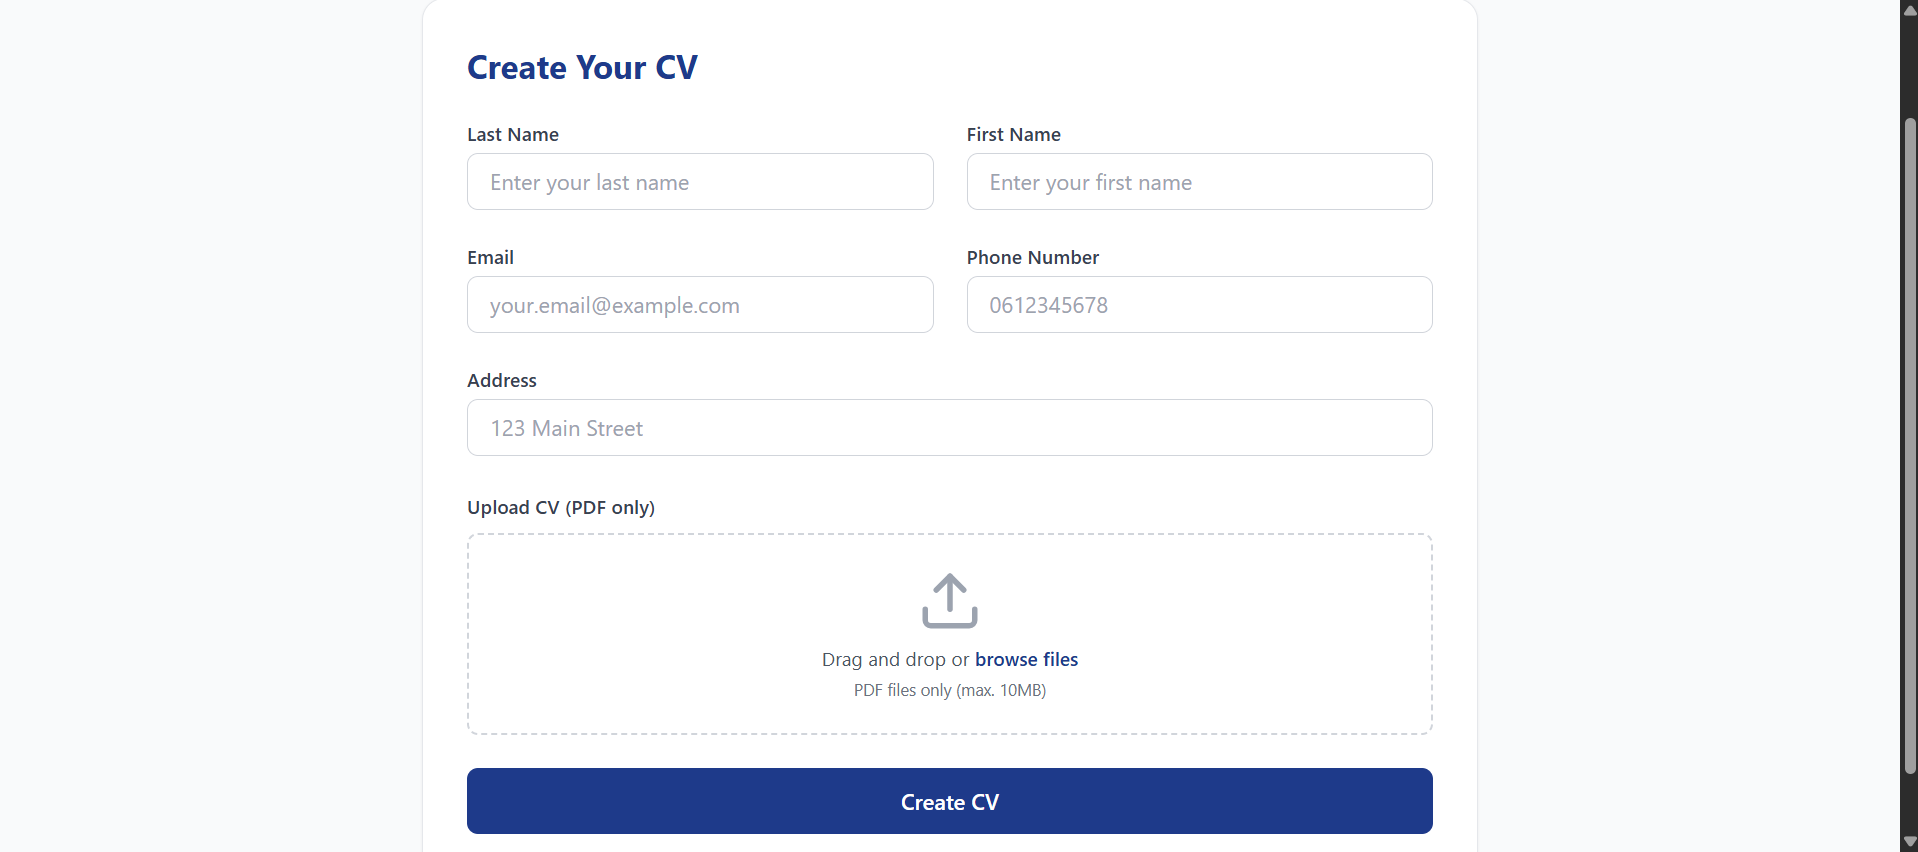 Create Your CV
Last Name
First Name
Enter your last name
Enter your first name
Email
Phone Number
your.email@example.com
0612345678
Address
123 Main Street
Upload CV (PDF only)
Drag and drop or browse files
PDF files only (max. 10MB)
Create CV